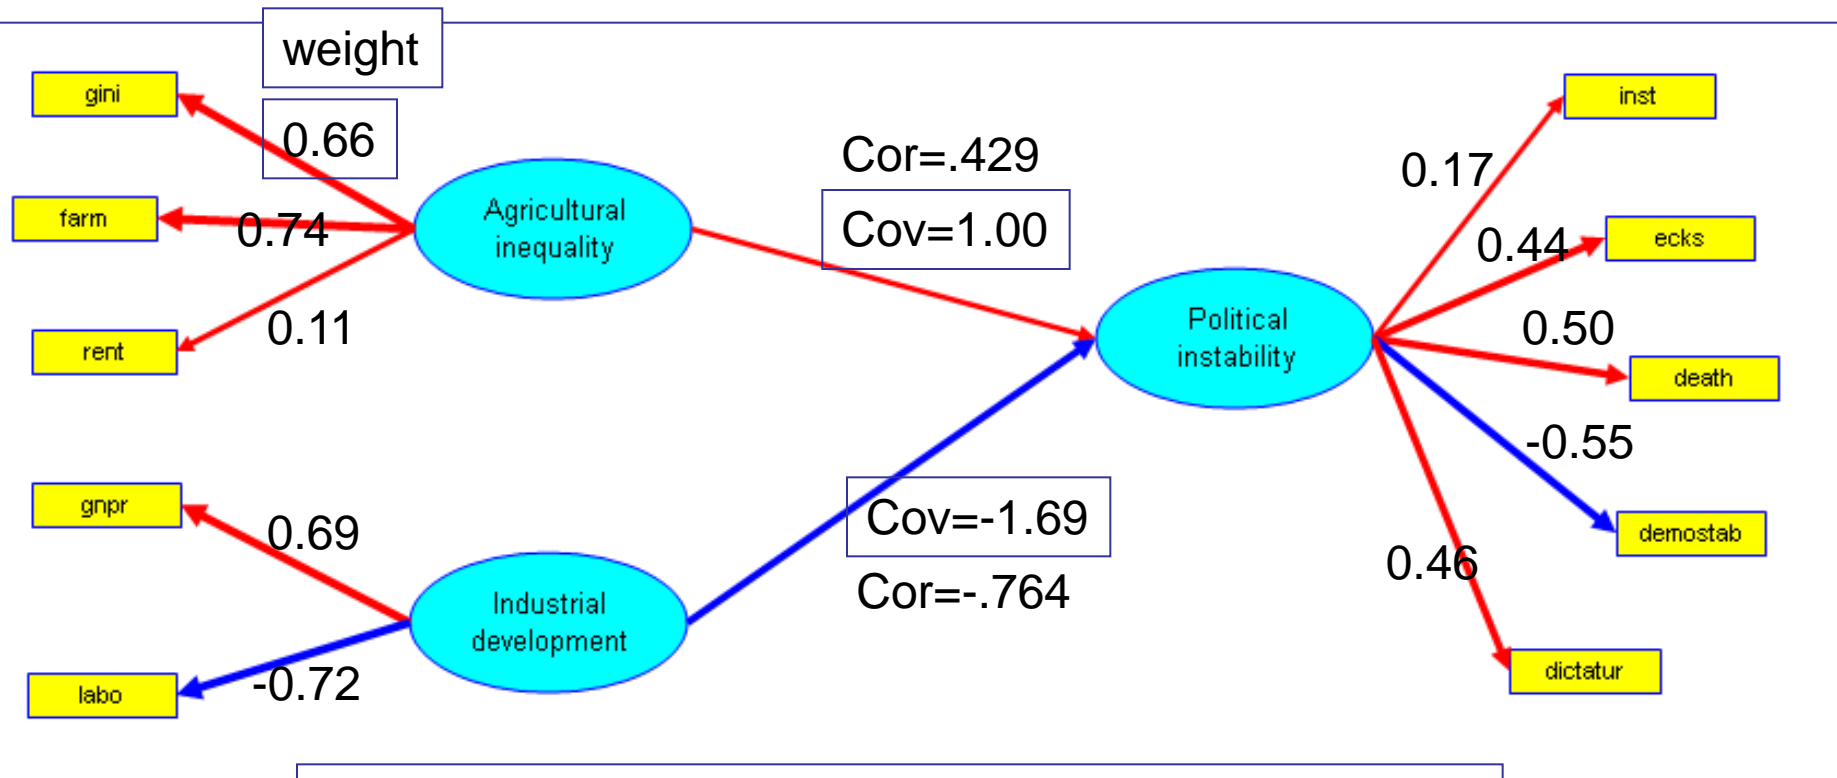 weight
gini
0.66
farm
0.74
rent
0.11
Agricultural
inequality
Cor=.429
Cov=1.00
gnpr
0.69
labo
-0.72
Industrial
development
Cov=-1.69
Cor=-.764
Political
instability
inst
0.17
ecks
0.44
death
0.50
demostab
-0.55
dictatur
0.46